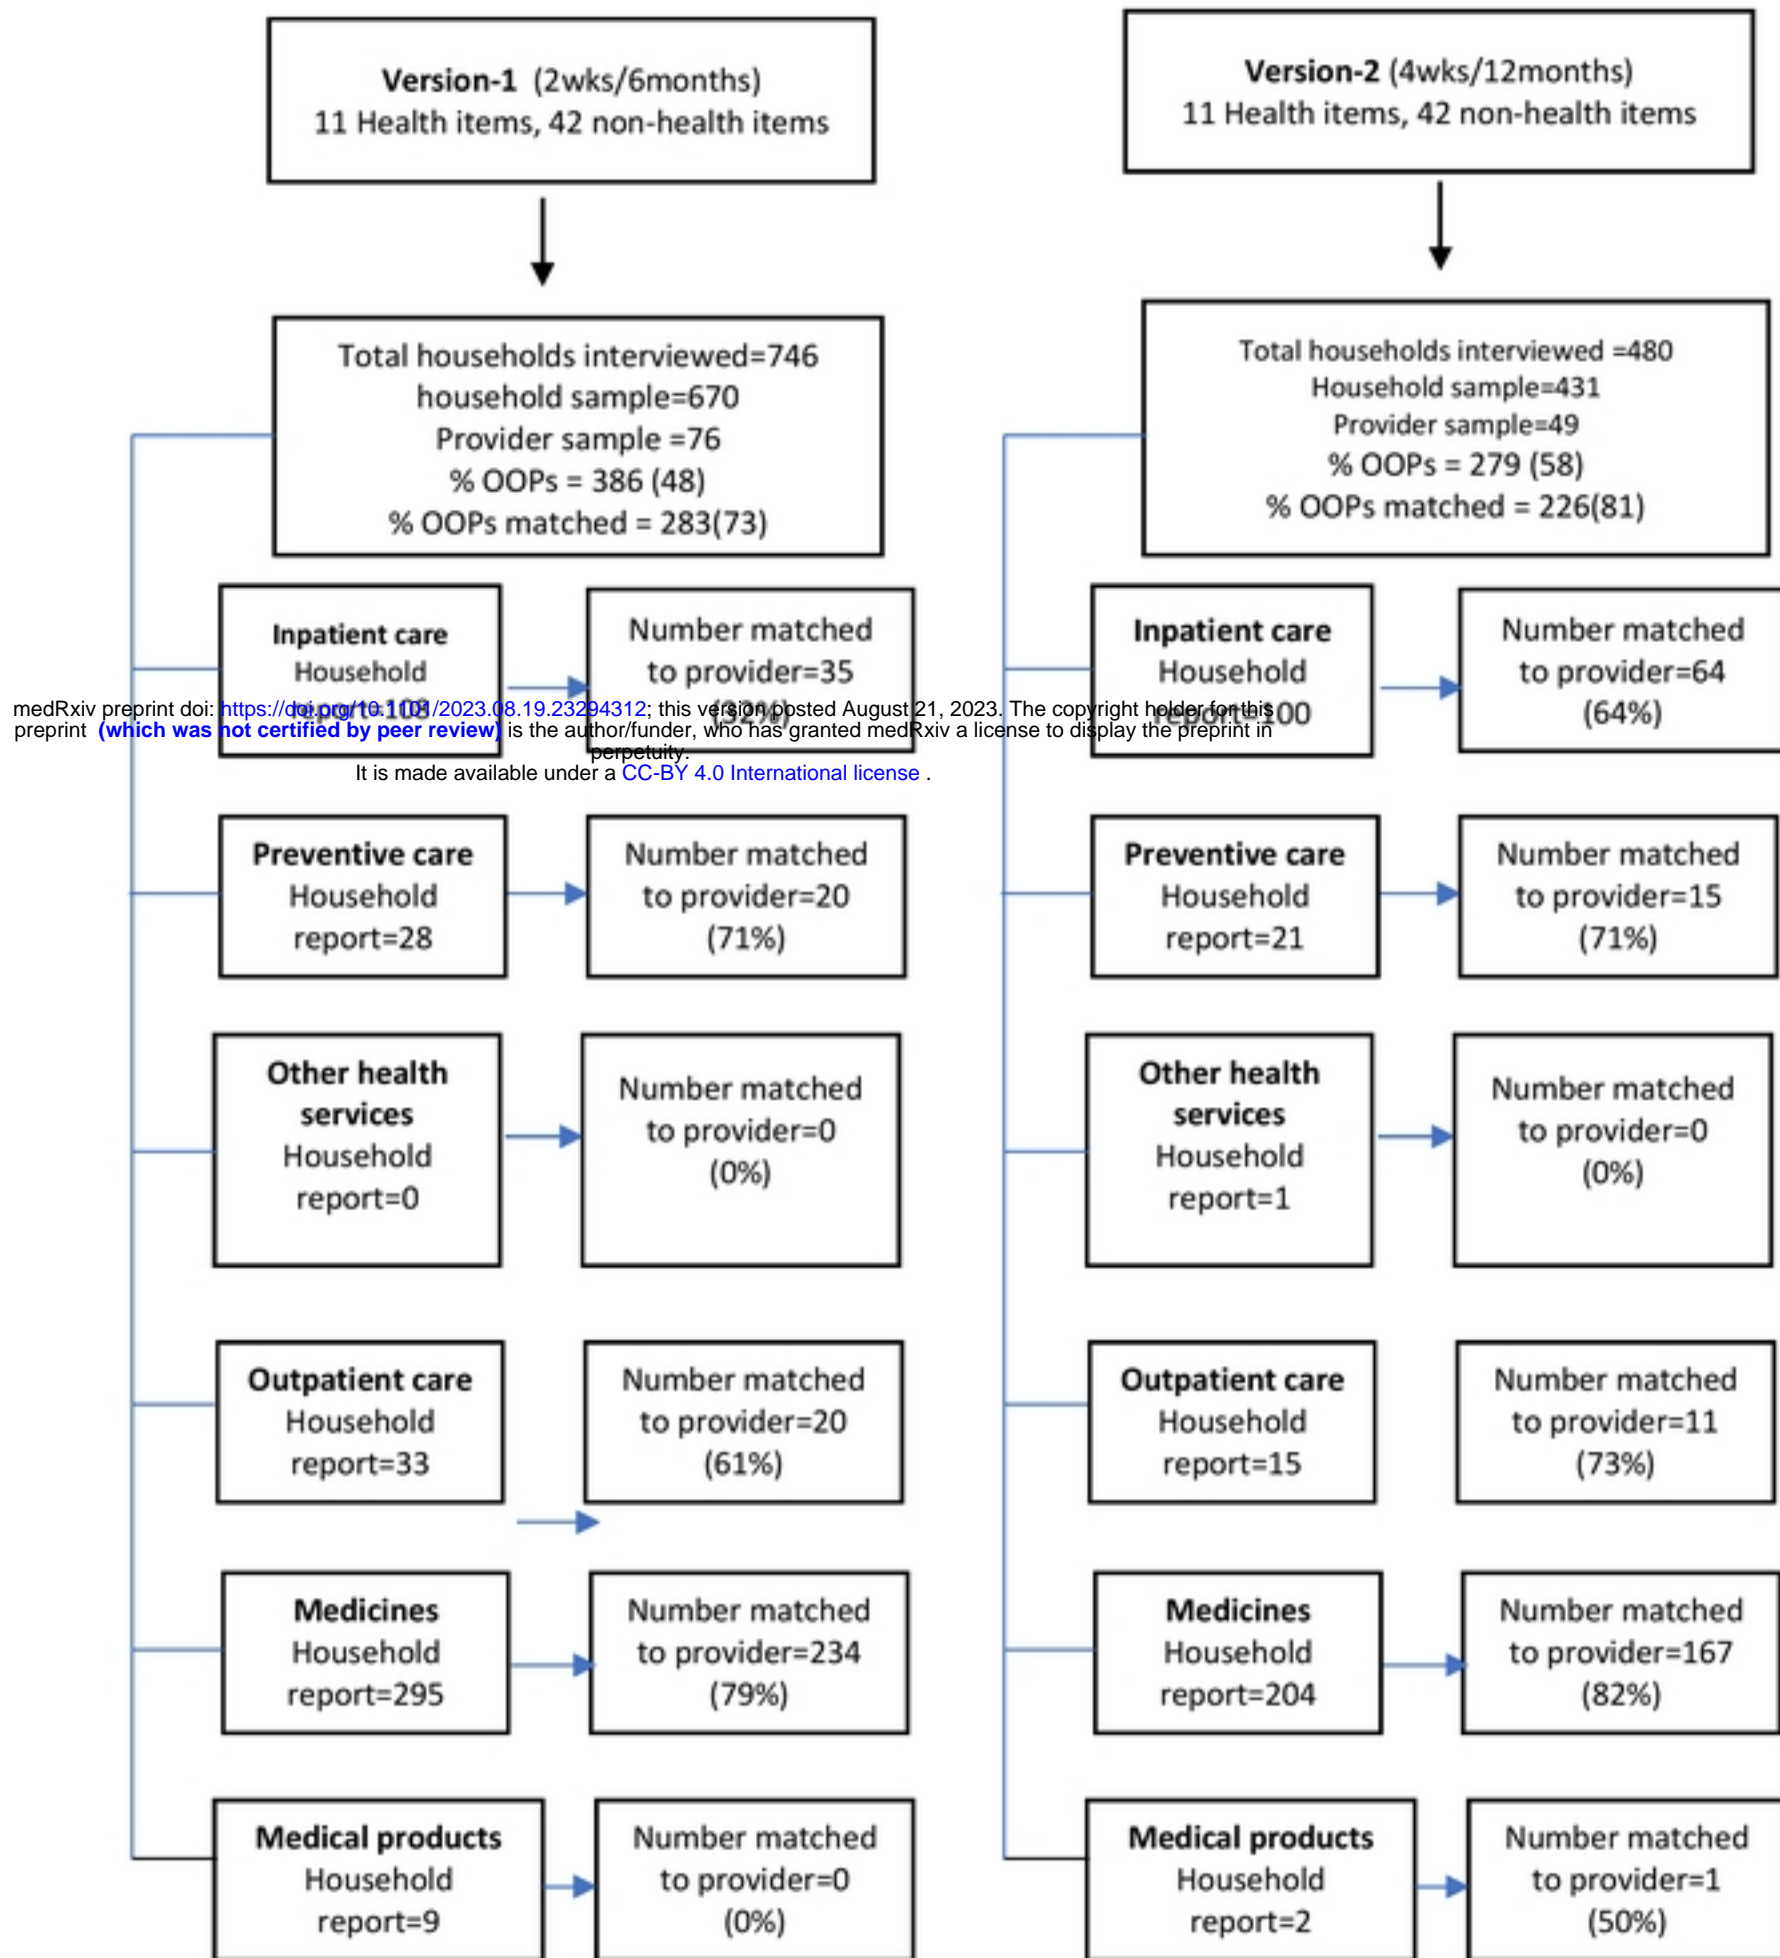 Version-1 (2wks/6months)
11 Health items, 42 non-health items
Version-2 (4wks/12months)
11 Health items, 42 non-health items
Total households interviewed=746
household sample=670
Provider sample =76
% OOPs = 386 (48)
% OOPs matched = 283(73)
Total households interviewed =480
Household sample=431
Provider sample=49
% OOPs = 279 (58)
% OOPs matched = 226(81)
Inpatient care
Household
Number matched
to provider=35
(32%)
Inpatient care
Household
report=100
Number matched
to provider=64
(64%)
medRxiv preprint doi: https://doi.org/10.1101/2023.08.19.23294312; this version posted August 21, 2023. The copyright holder for this
preprint (which was not certified by peer review) is the author/funder, who has granted medRxiv a license to display the preprint in
perpetuity.
It is made available under a CC-BY 4.0 International license .
Preventive care
Household
report=28
Number matched
to provider=20
(71%)
Preventive care
Household
report=21
Number matched
to provider=15
(71%)
Other health
services
Household
report=0
Number matched
to provider=0
(0%)
Other health
services
Household
report=1
Number matched
to provider=0
(0%)
Outpatient care
Household
report=33
Number matched
to provider=20
(61%)
Outpatient care
Household
report=15
Number matched
to provider=11
(73%)
Medicines
Household
report=295
Number matched
to provider=234
(79%)
Medicines
Household
report=204
Number matched
to provider=167
(82%)
Medical products
Household
report=9
Number matched
to provider=0
(0%)
Medical products
Household
report=2
Number matched
to provider=1
(50%)